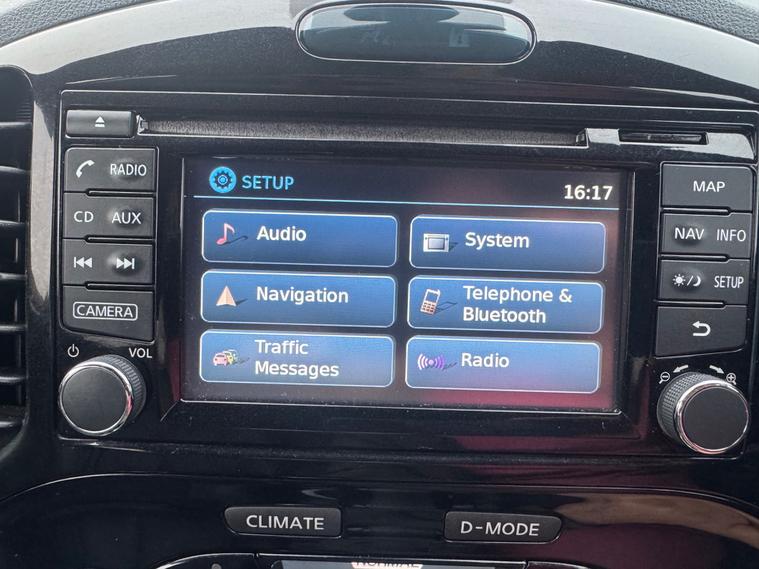 RADIO
CD AUX
CAMERA
VOL
SETUP
16:17
Audio
System
Navigation
Telephone &
Bluetooth
Traffic
Messages
Radio
MAP
NAV INFO
SETUP
CLIMATE
D-MODE
NORMAL